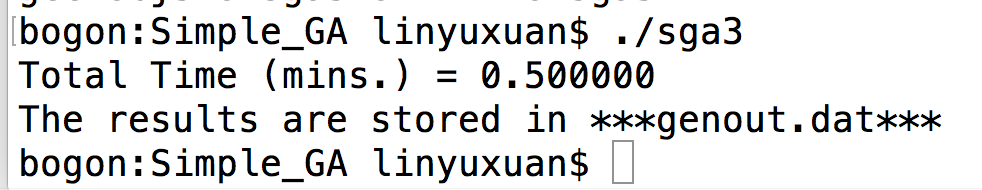 bogon:Simple_GA linyuxuan$ ./sga3
Total Time (mins.) = 0.500000
The results are stored in ***genout.dat***
bogon:Simple_GA linyuxuan$